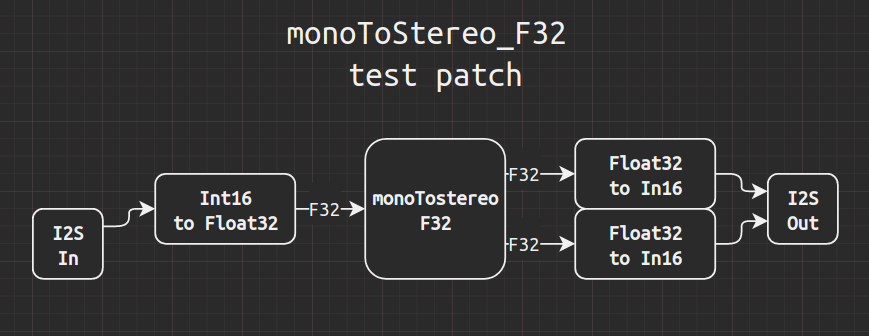 monoToStereo_F32
test patch
I2S
In
Int16
to Float32
F32
monoTostereo
F32
F32
F32
Float32
to In16
Float32
to In16
I2S
Out